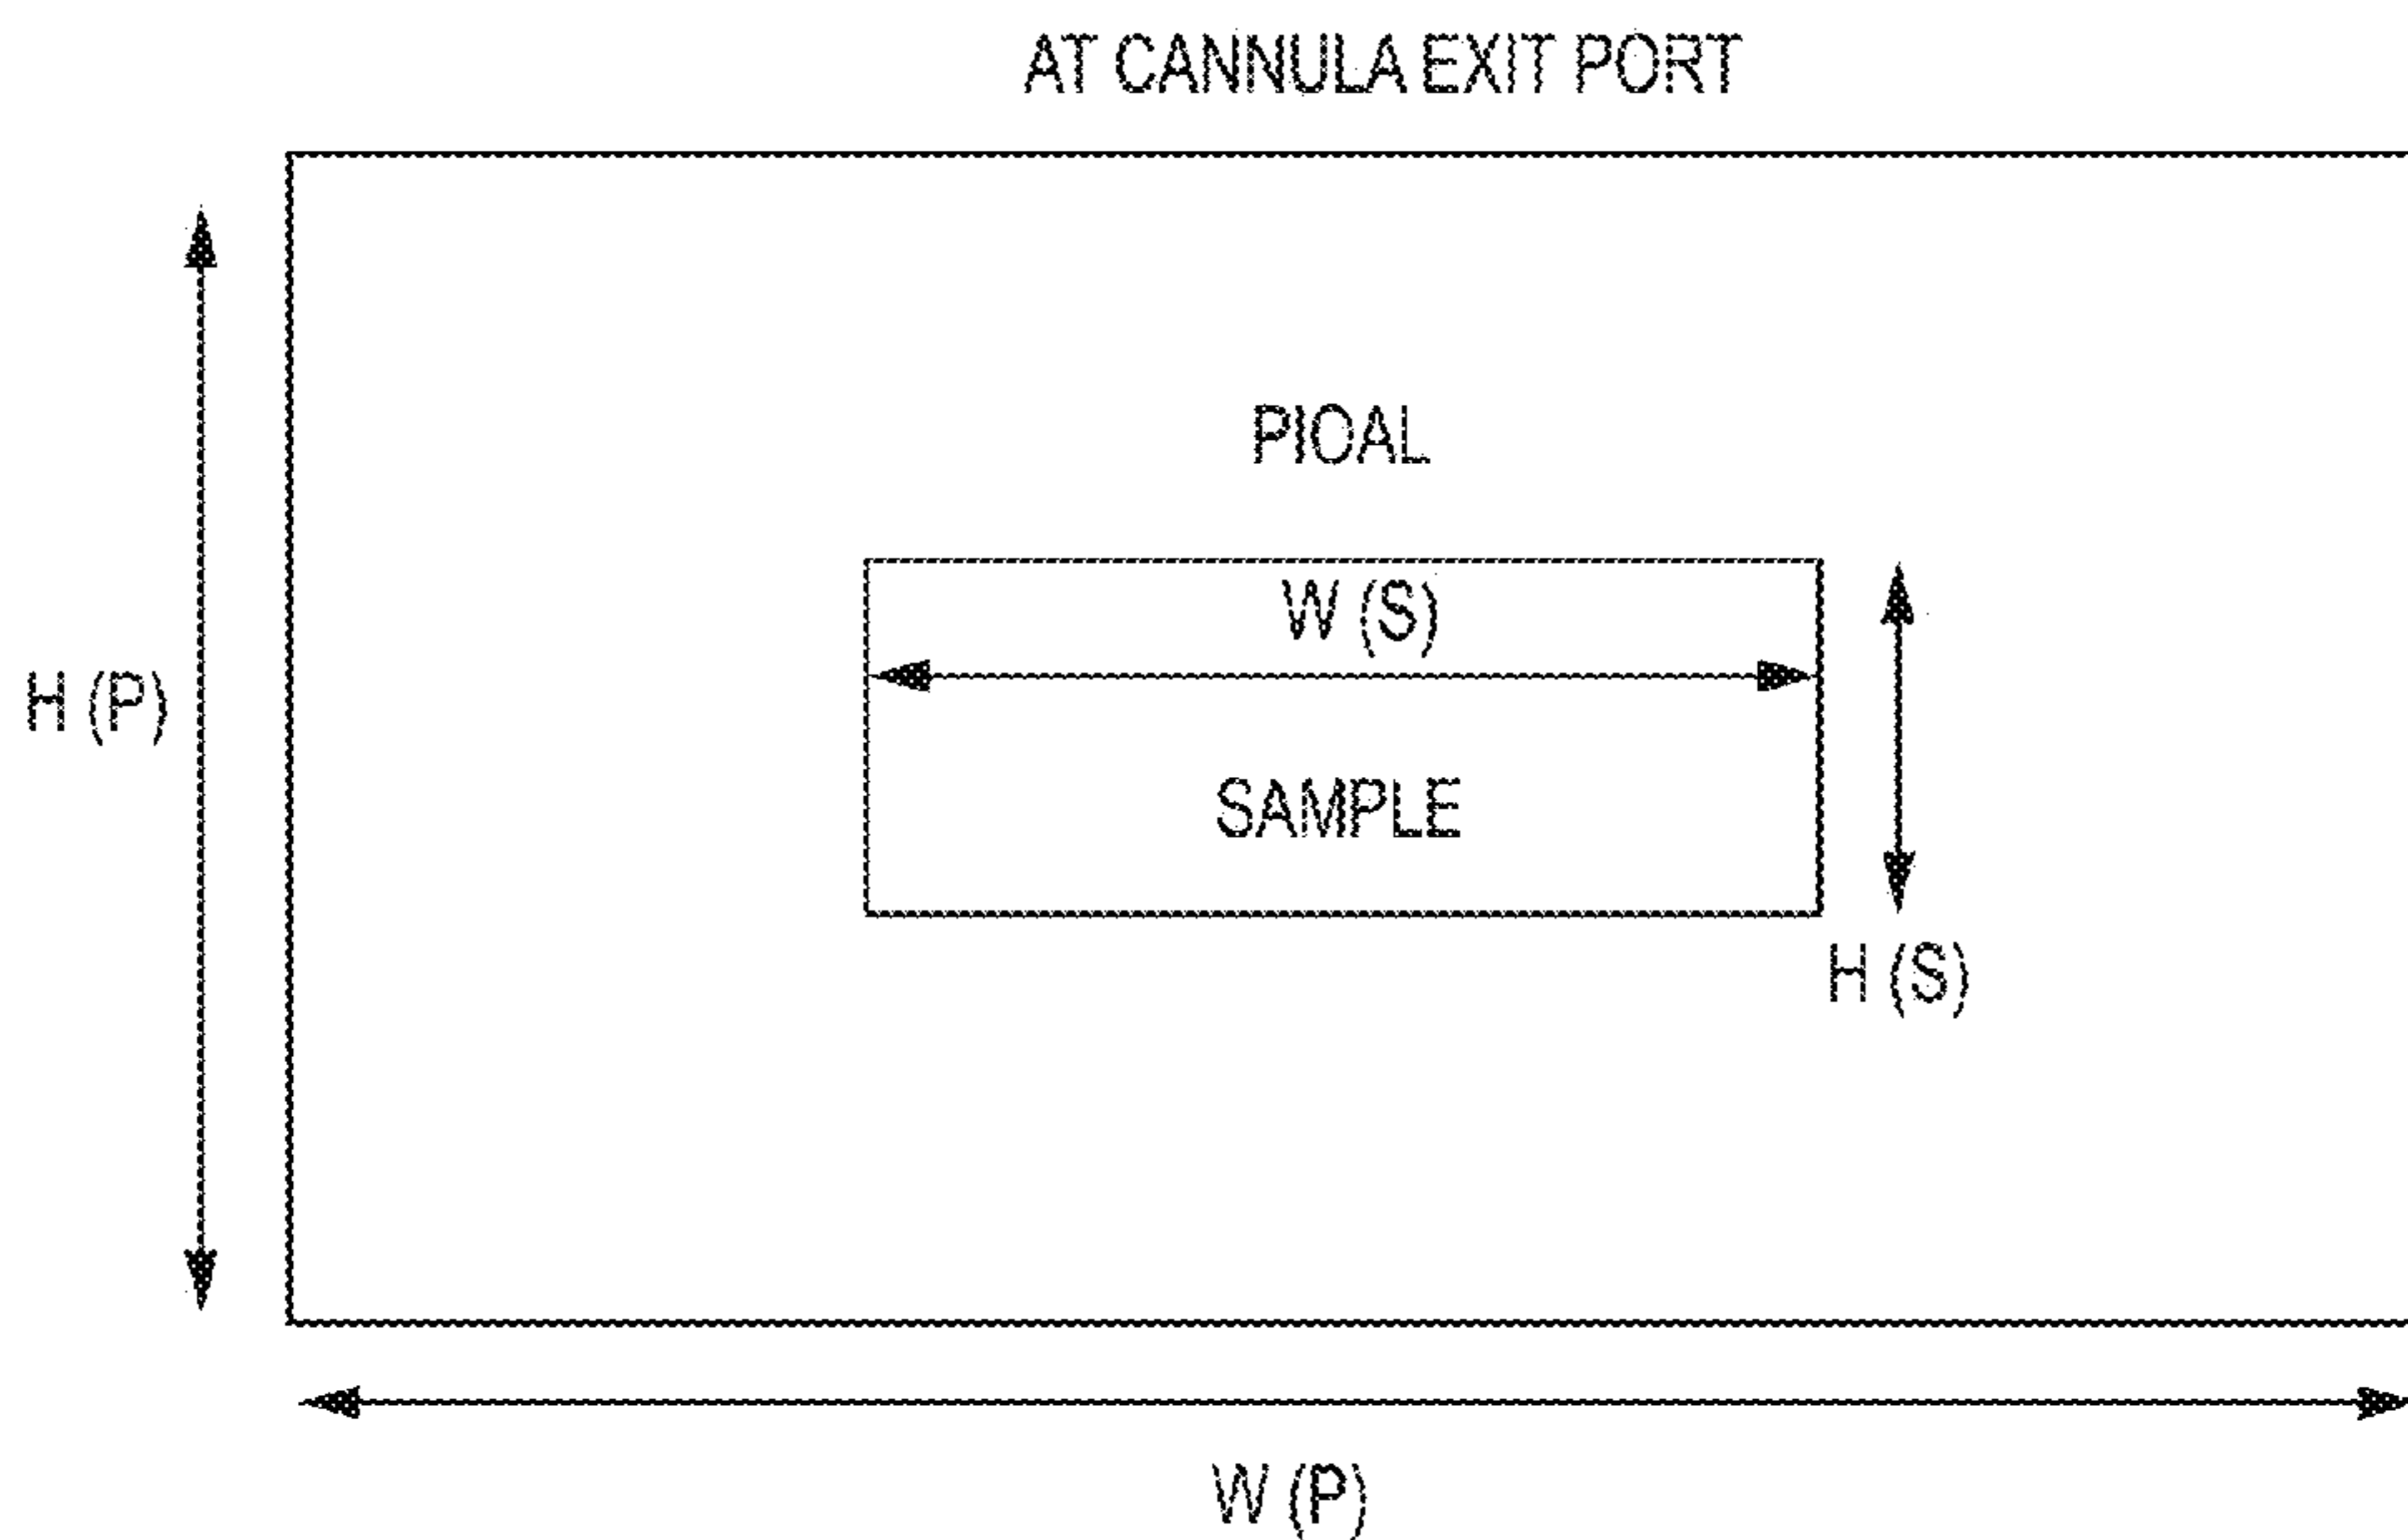 AT CANNULA EXIT PORT
PIOAL
W (S)
H (P)
SAMPLE
H (S)
W (P)